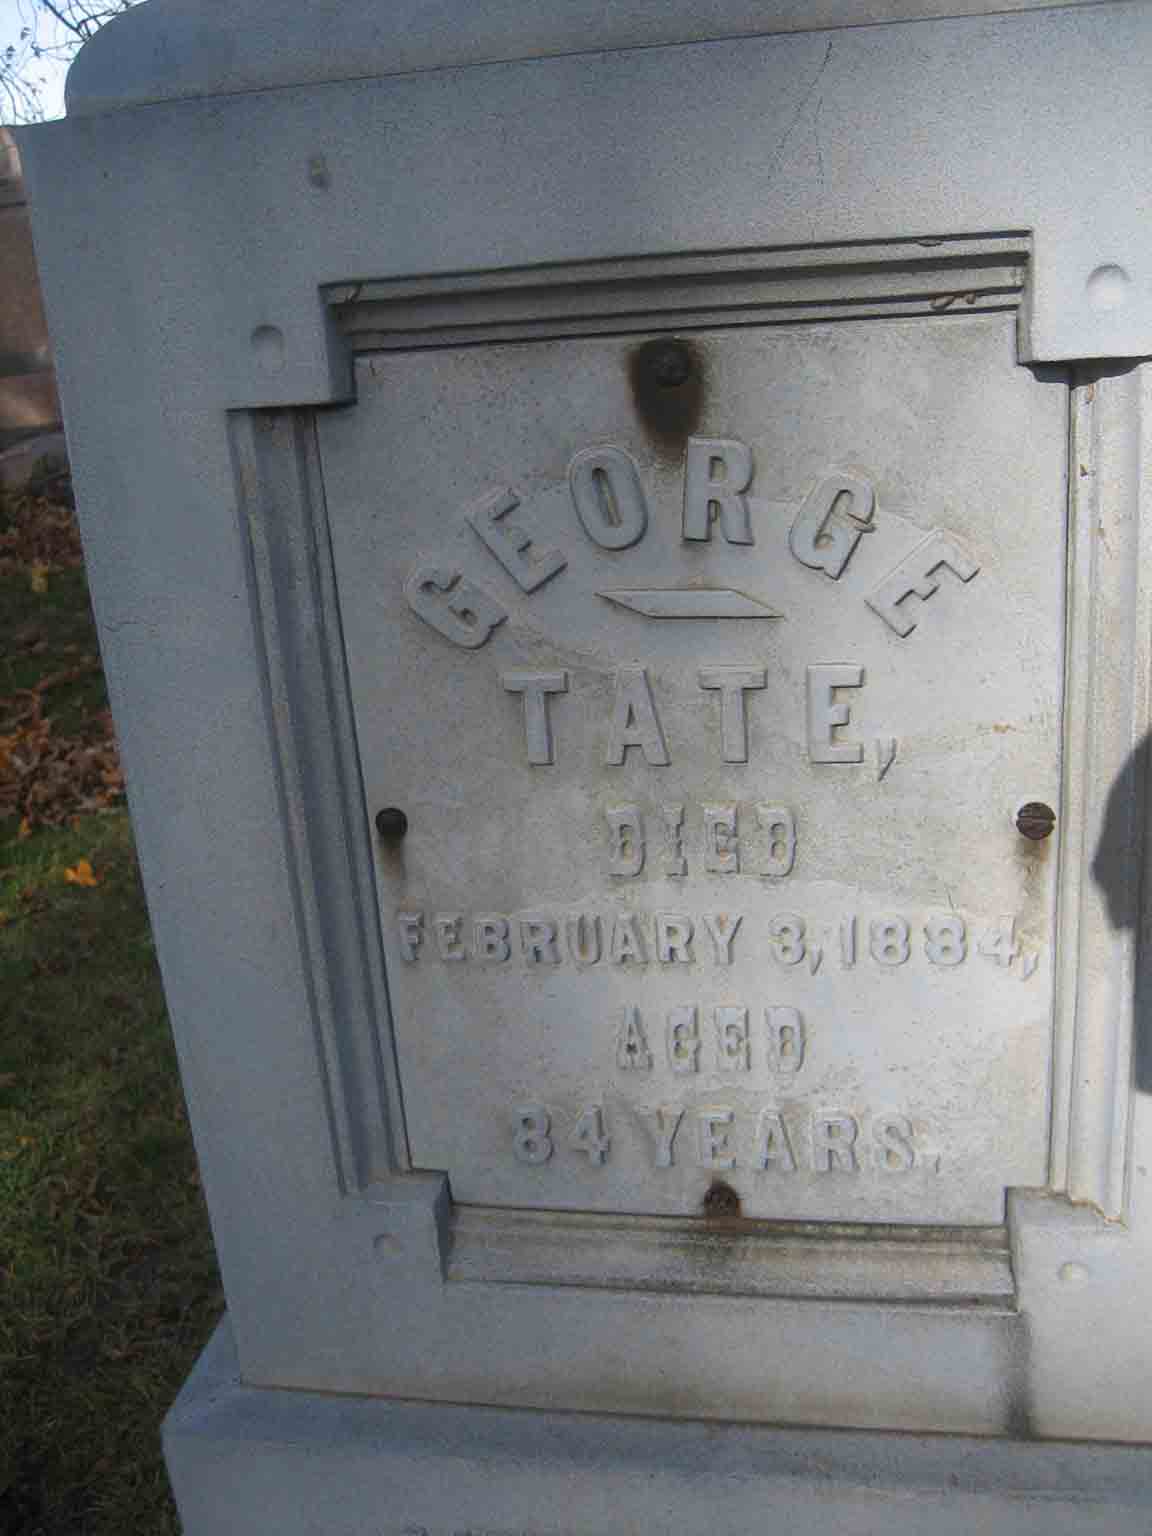 GEORGE
TATE,
DIED
FEBRUARY 3, 1884,
AGED
84 YEARS.